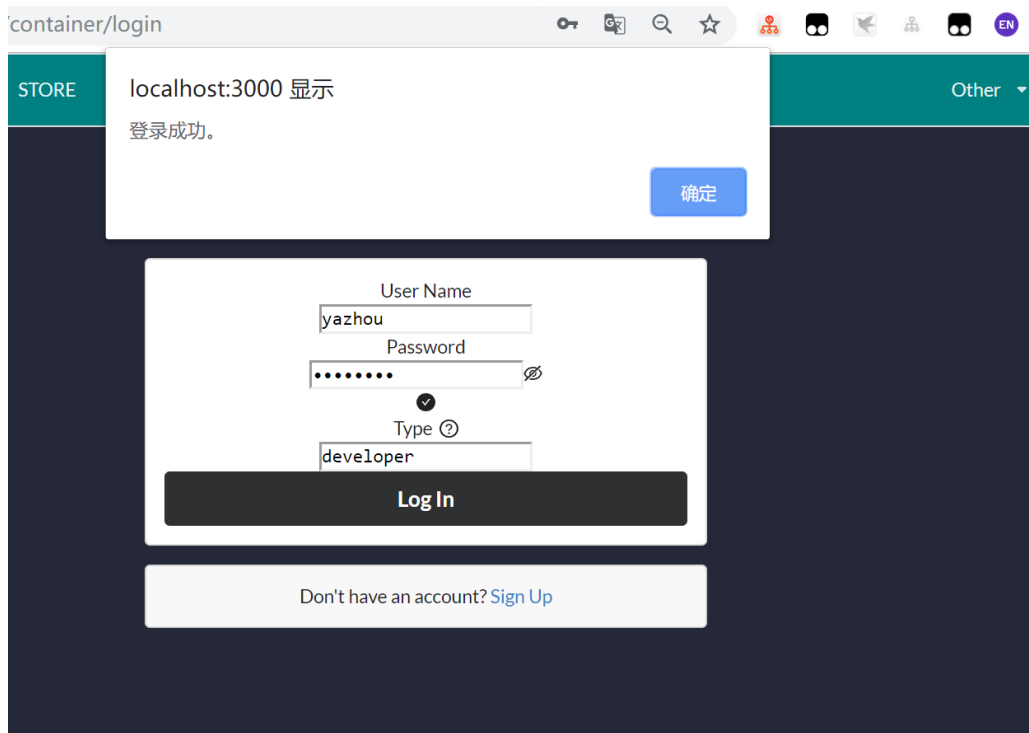 /container/login
EN
STORE
Other
localhost:3000 显示
登录成功。
确定
User Name
yazhou
Password
••••••••
Type ?
developer
Log In
Don't have an account? Sign Up